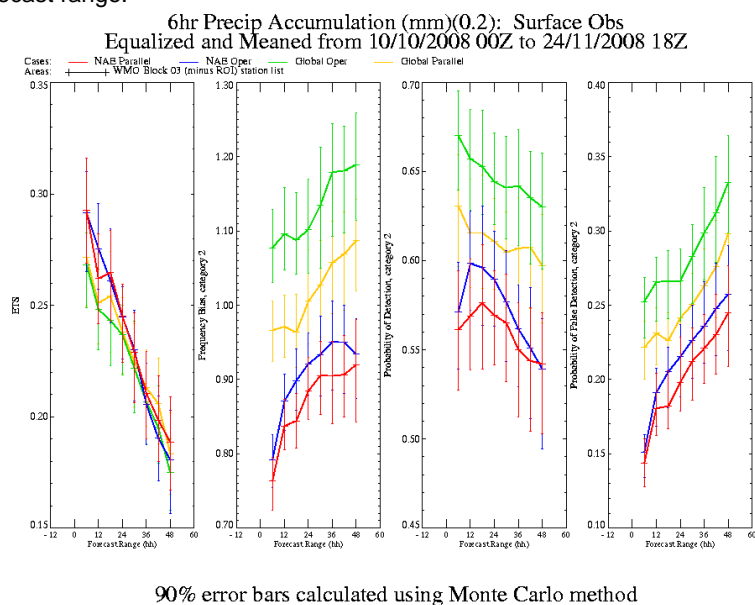 ecast range.
6hr Precip Accumulation (mm)(0.2): Surface Obs
Equalized and Meaned from 10/10/2008 00Z to 24/11/2008 18Z
Cases: NAE Parallel NAE Oper Global Oper Global Parallel
Areas: WMO Block 03 (minus ROI) station list
0.35
0.30
0.25
0.20
0.15
ETS
-12 0 12 24 36 48 60
Forecast Range (hh)
1.30
1.20
1.10
1.00
0.90
0.80
0.70
Frequency Bias, category 2
-12 0 12 24 36 48 60
Forecast Range (hh)
0.70
0.65
0.60
0.55
0.50
0.45
Probability of Detection, category 2
-12 0 12 24 36 48 60
Forecast Range (hh)
0.40
0.35
0.30
0.25
0.20
0.15
0.10
Probability of False Detection, category 2
-12 0 12 24 36 48 60
Forecast Range (hh)
90% error bars calculated using Monte Carlo method